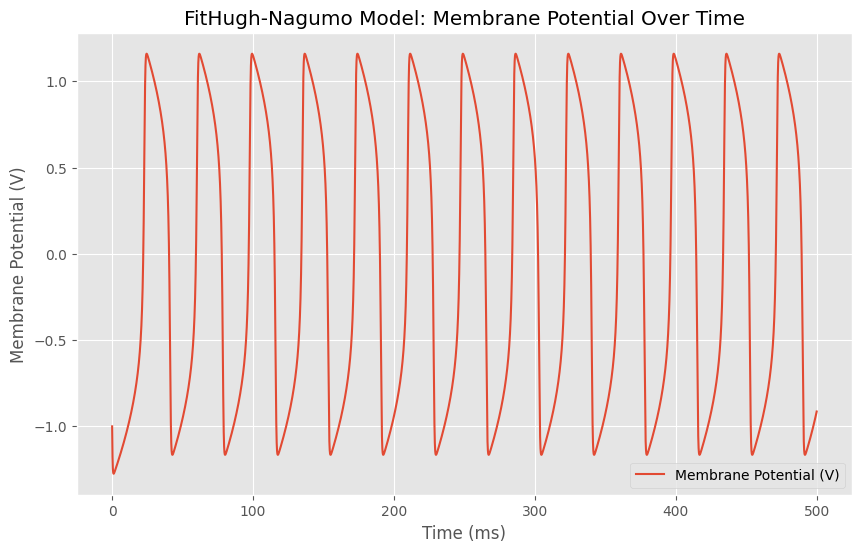 FitHugh-Nagumo Model: Membrane Potential Over Time
Membrane Potential (V)
1.0
0.5
0.0
−0.5
−1.0
Membrane Potential (V)
0
100
200
300
400
500
Time (ms)